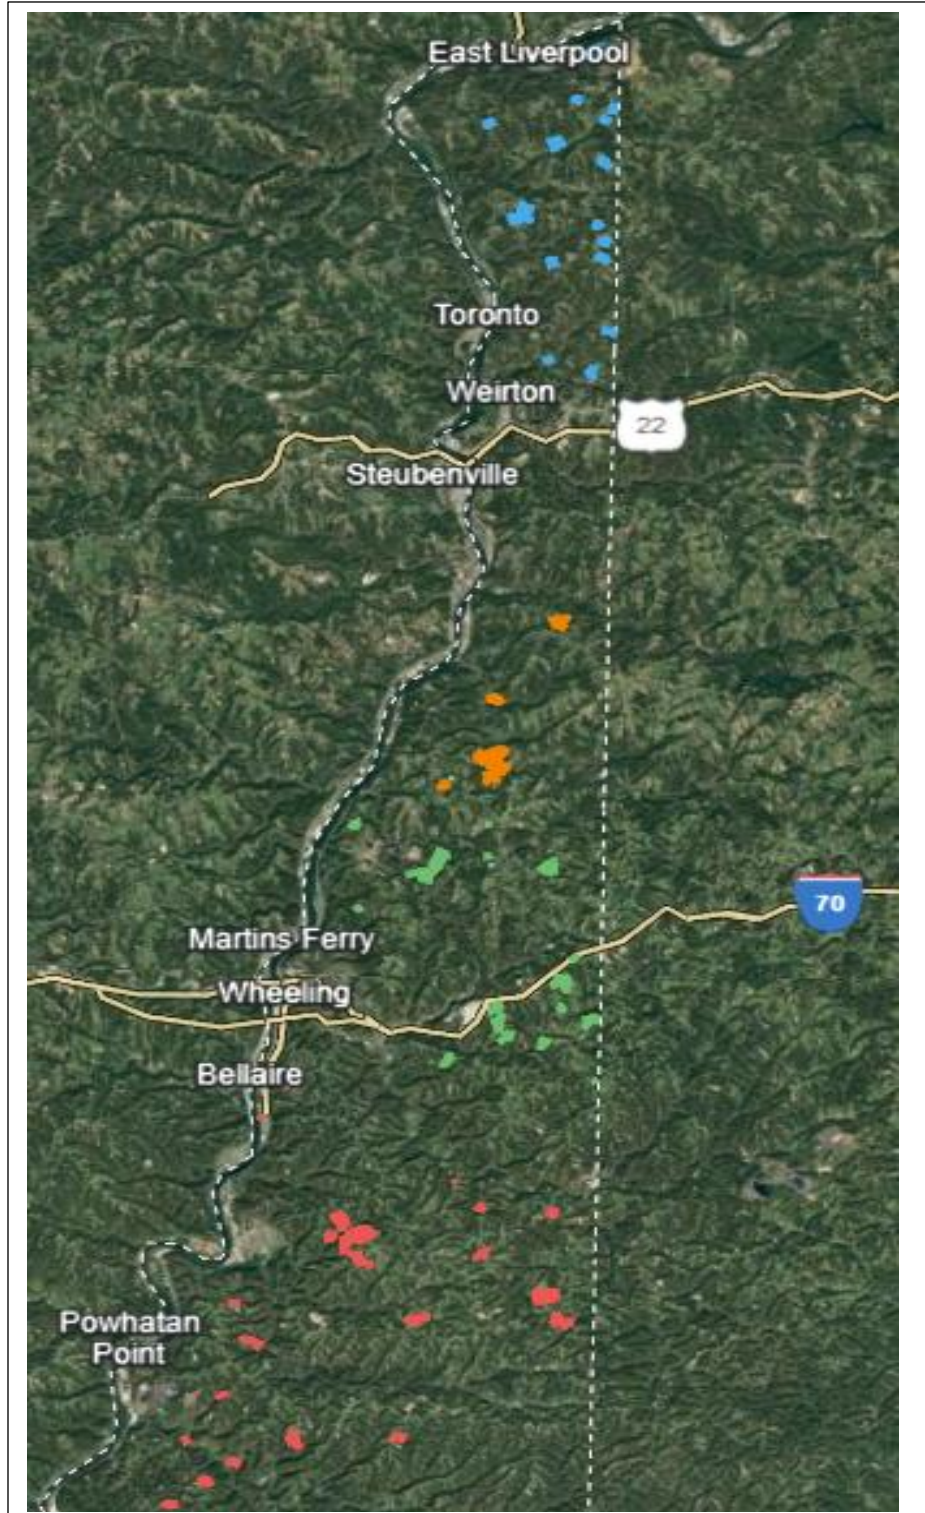 East Liverpool
Toronto
Weirton
22
Steubenville
70
Martins Ferry
Wheeling
Bellaire
Powhatan
Point